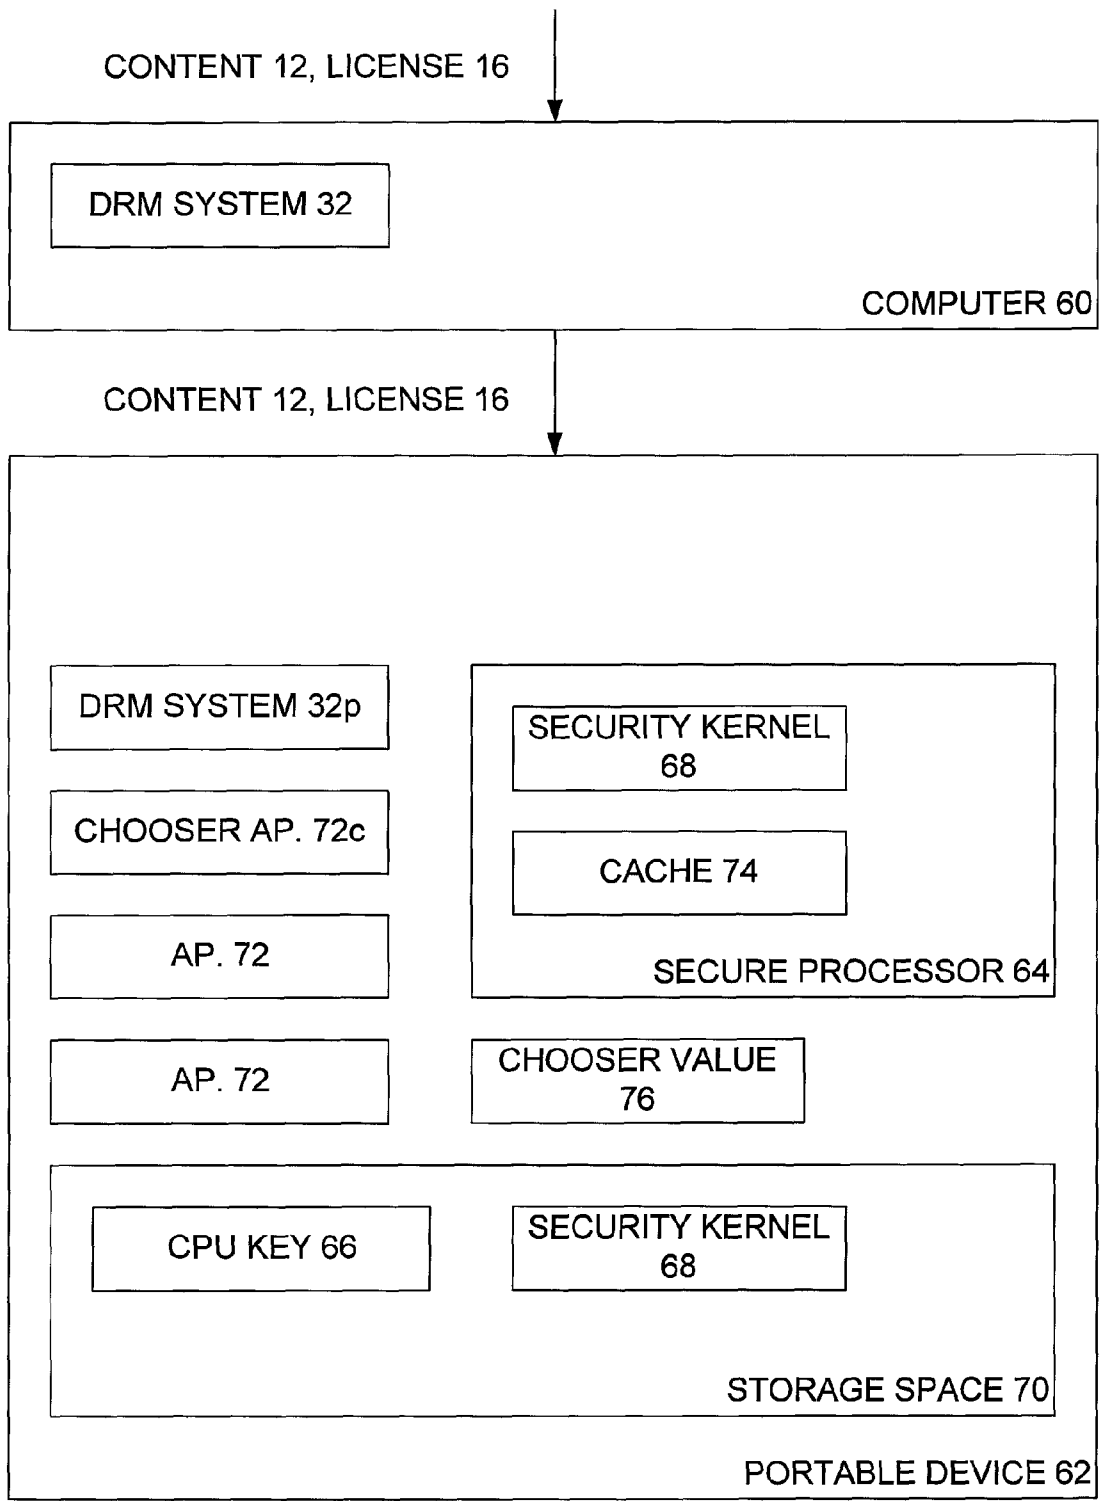 CONTENT 12, LICENSE 16
DRM SYSTEM 32
COMPUTER 60
CONTENT 12, LICENSE 16
DRM SYSTEM 32p
SECURITY KERNEL
68
CHOOSER AP. 72c
CACHE 74
AP. 72
SECURE PROCESSOR 64
AP. 72
CHOOSER VALUE
76
CPU KEY 66
SECURITY KERNEL
68
STORAGE SPACE 70
PORTABLE DEVICE 62